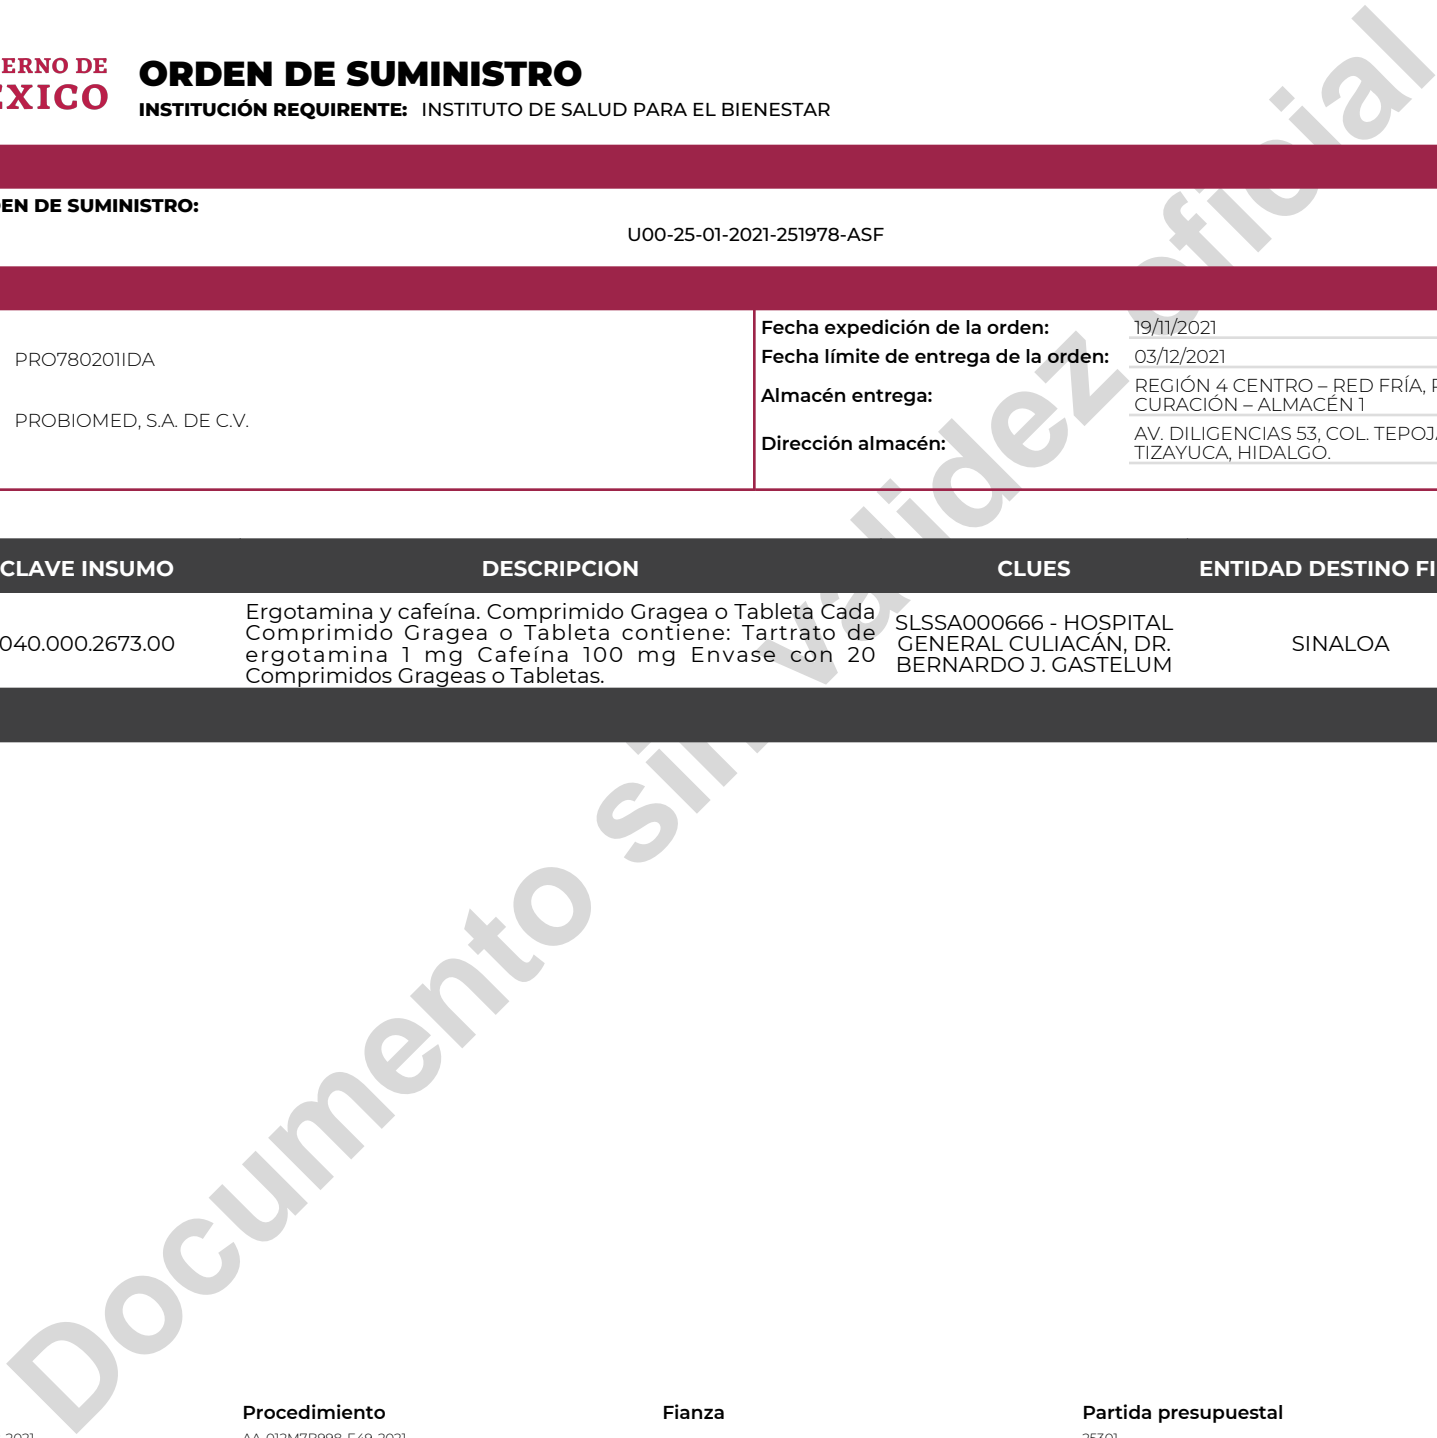 ERNO DE
ÉXICO
ORDEN DE SUMINISTRO
INSTITUCIÓN REQUIRENTE: INSTITUTO DE SALUD PARA EL BIENESTAR
EN DE SUMINISTRO:
U00-25-01-2021-251978-ASF
PRO780201IDA
PROBIOMED, S.A. DE C.V.
Fecha expedición de la orden: 19/11/2021
Fecha límite de entrega de la orden: 03/12/2021
Almacén entrega: REGIÓN 4 CENTRO – RED FRÍA,
CURACIÓN – ALMACÉN 1
Dirección almacén: AV. DILIGENCIAS 53, COL. TEPOJA
TIZAYUCA, HIDALGO.
CLAVE INSUMO DESCRIPCION CLUES ENTIDAD DESTINO FI
040.000.2673.00
Ergotamina y cafeína. Comprimido Gragea o Tableta Cada
Comprimido Gragea o Tableta contiene: Tartrato de
ergotamina 1 mg Cafeína 100 mg Envase con 20
Comprimidos Grageas o Tabletas.
SLSSA000666 - HOSPITAL
GENERAL CULIACÁN, DR.
BERNARDO J. GASTELUM
SINALOA
Documento sin validez oficial
Procedimiento Fianza Partida presupuestal